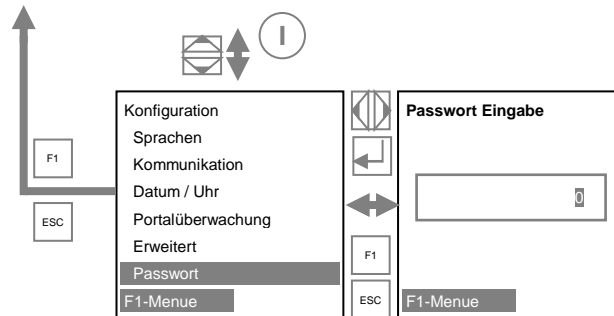 I
F1
ESC
Konfiguration
Sprachen
Kommunikation
Datum / Uhr
Portalüberwachung
Erweitert
Passwort
F1-Menue
F1
ESC
Passwort Eingabe
0
F1-Menue